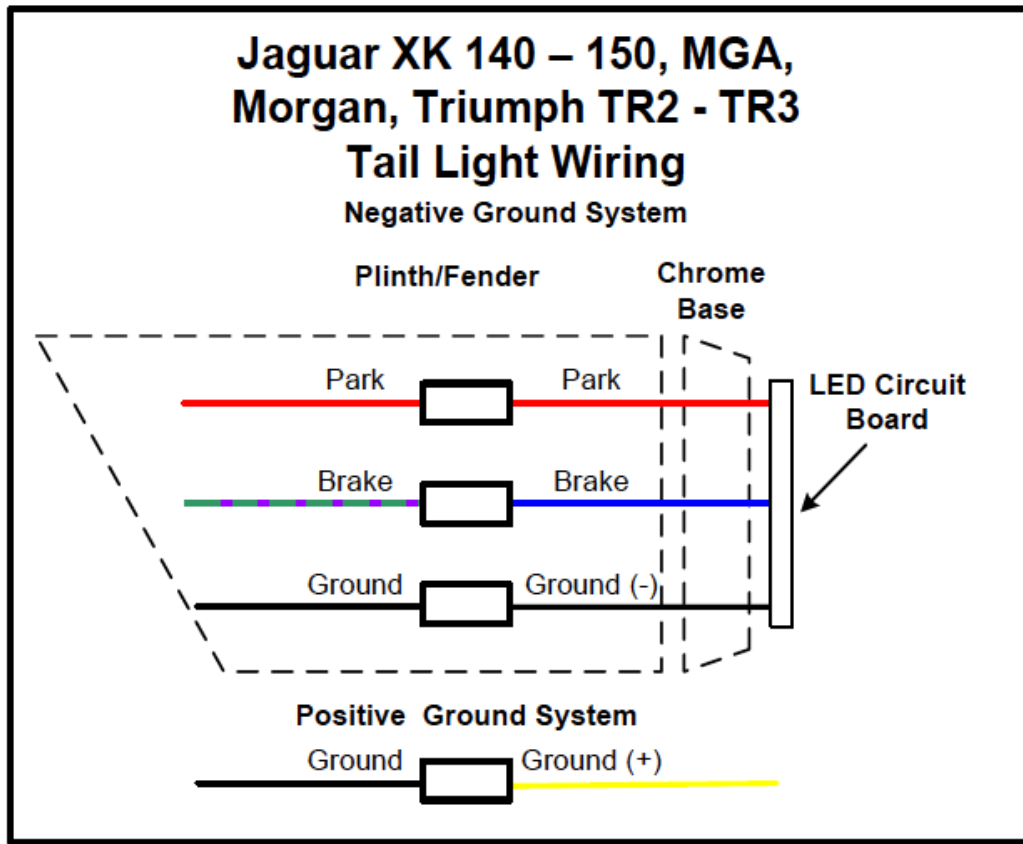 Jaguar XK 140 – 150, MGA,
Morgan, Triumph TR2 - TR3
Tail Light Wiring
Negative Ground System
Plinth/Fender
Chrome
Base
Park Park
LED Circuit
Board
Brake Brake
Ground Ground (-)
Positive Ground System
Ground Ground (+)